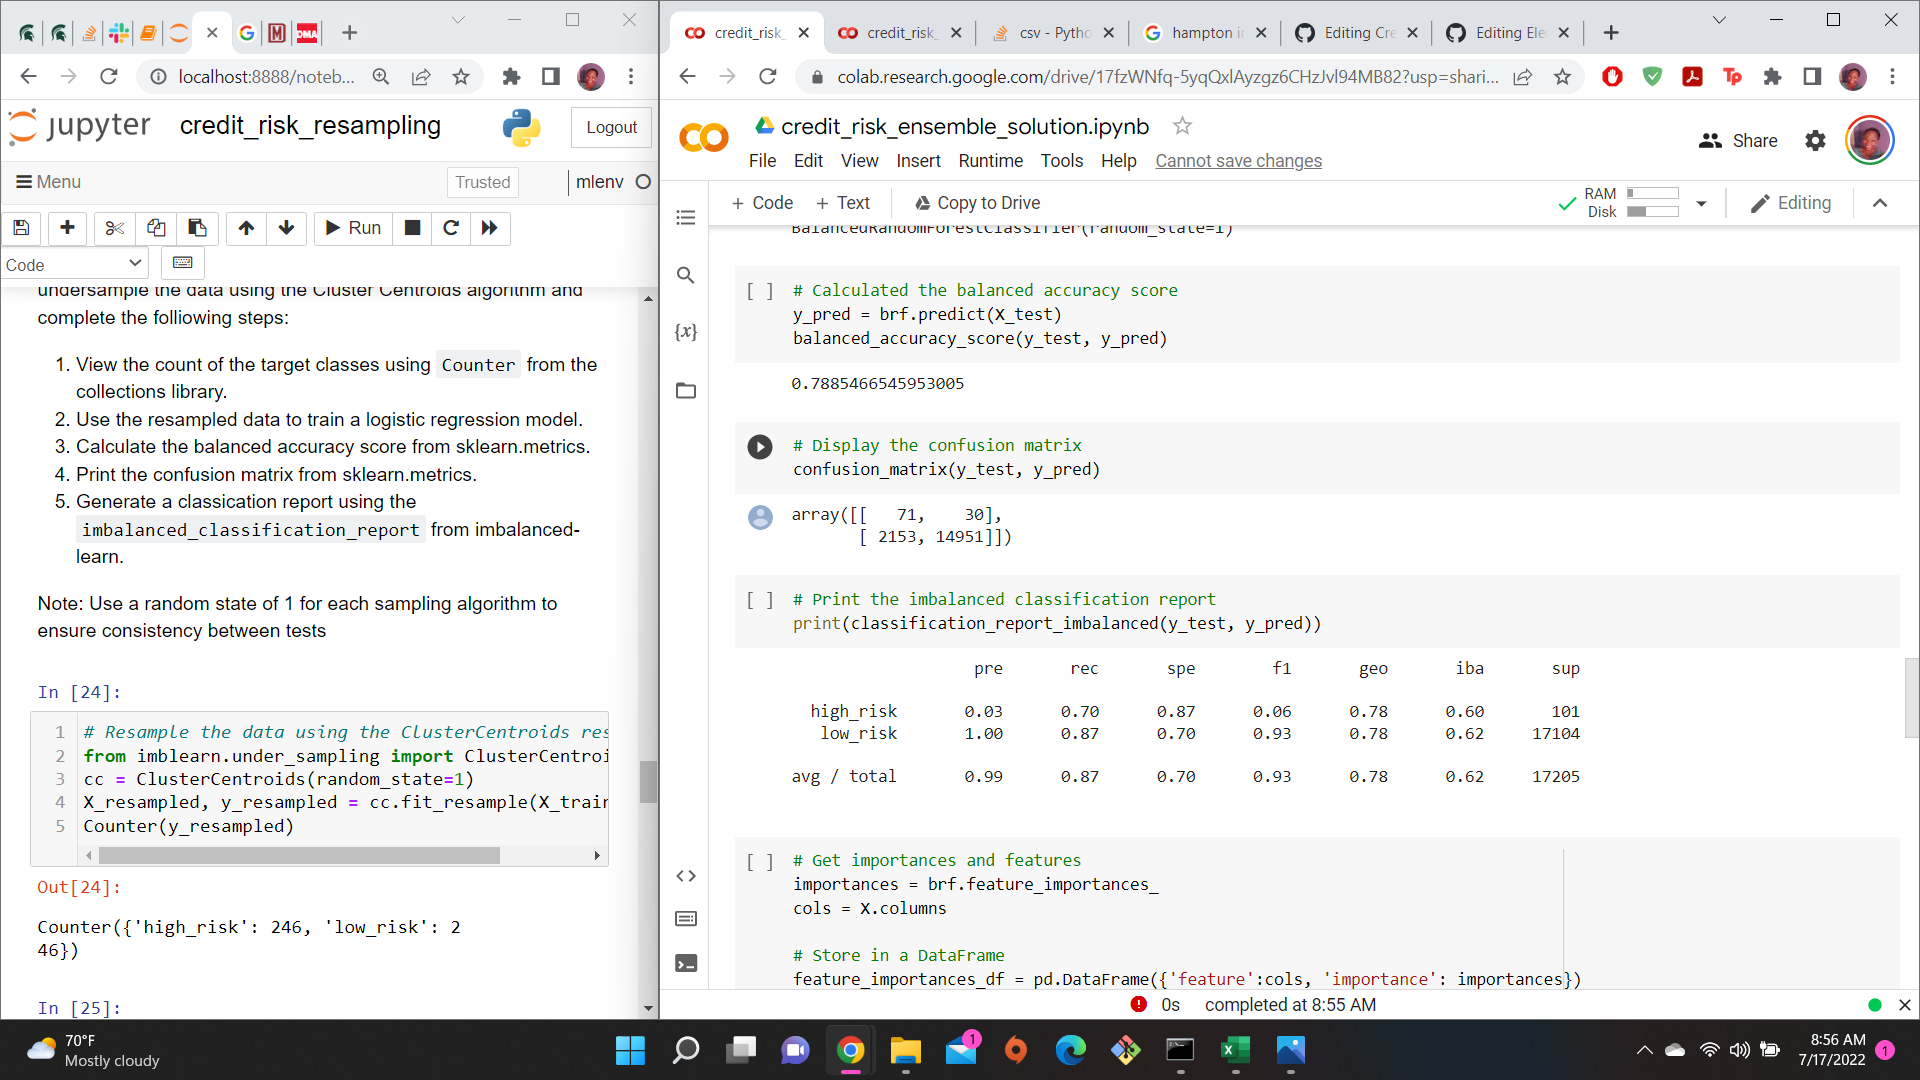 localhost:8888/noteb...
jupyter credit_risk_resampling
Logout
Menu
Trusted
mlenv
Run
Code
undersample the data using the Cluster Centroids algorithm and
complete the following steps:
1. View the count of the target classes using Counter from the
collections library.
2. Use the resampled data to train a logistic regression model.
3. Calculate the balanced accuracy score from sklearn.metrics.
4. Print the confusion matrix from sklearn.metrics.
5. Generate a classication report using the
imbalanced_classification_report from imbalanced-
learn.
Note: Use a random state of 1 for each sampling algorithm to
ensure consistency between tests
In [24]:
1 # Resample the data using the ClusterCentroids res
2 from imblearn.under_sampling import ClusterCentroi
3 cc = ClusterCentroids(random_state=1)
4 X_resampled, y_resampled = cc.fit_resample(X_train
5 Counter(y_resampled)
Out[24]:
Counter({'high_risk': 246, 'low_risk': 2
46})
In [25]:
credit_risk_
credit_risk_
csv - Pytho
hampton i
Editing Cre
Editing Ele
colab.research.google.com/drive/17fzWNfq-5yqQxlAyzgz6CHzJvl94MB82?usp=shari...
credit_risk_ensemble_solution.ipynb
Share
File Edit View Insert Runtime Tools Help Cannot save changes
+ Code + Text Copy to Drive
RAM
Disk
Editing
BalancedRandomForestClassifier(random_state=1)
[ ] # Calculated the balanced accuracy score
y_pred = brf.predict(X_test)
balanced_accuracy_score(y_test, y_pred)
0.7885466545953005
# Display the confusion matrix
confusion_matrix(y_test, y_pred)
array([[   71,    30],
[ 2153, 14951]])
[ ] # Print the imbalanced classification report
print(classification_report_imbalanced(y_test, y_pred))
pre rec spe f1 geo iba sup
high_risk 0.03 0.70 0.87 0.06 0.78 0.60 101
low_risk 1.00 0.87 0.70 0.93 0.78 0.62 17104
avg / total 0.99 0.87 0.70 0.93 0.78 0.62 17205
[ ] # Get importances and features
importances = brf.feature_importances_
cols = X.columns
# Store in a DataFrame
feature_importances_df = pd.DataFrame({'feature':cols, 'importance': importances})
0s completed at 8:55 AM
70°F
Mostly cloudy
1
8:56 AM
7/17/2022
1